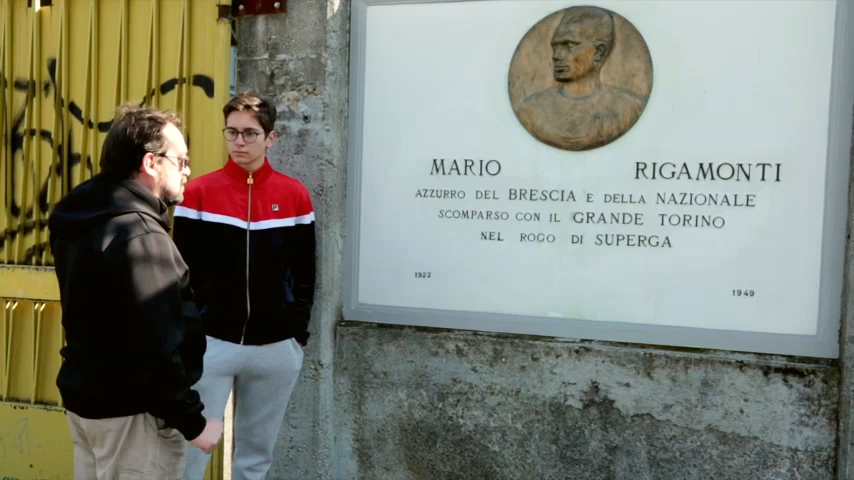 MARIO RIGAMONTI
AZZURRO DEL BRESCIA E DELLA NAZIONALE
SCOMPARSO CON IL GRANDE TORINO
NEL ROGO DI SUPERGA
1922 1949